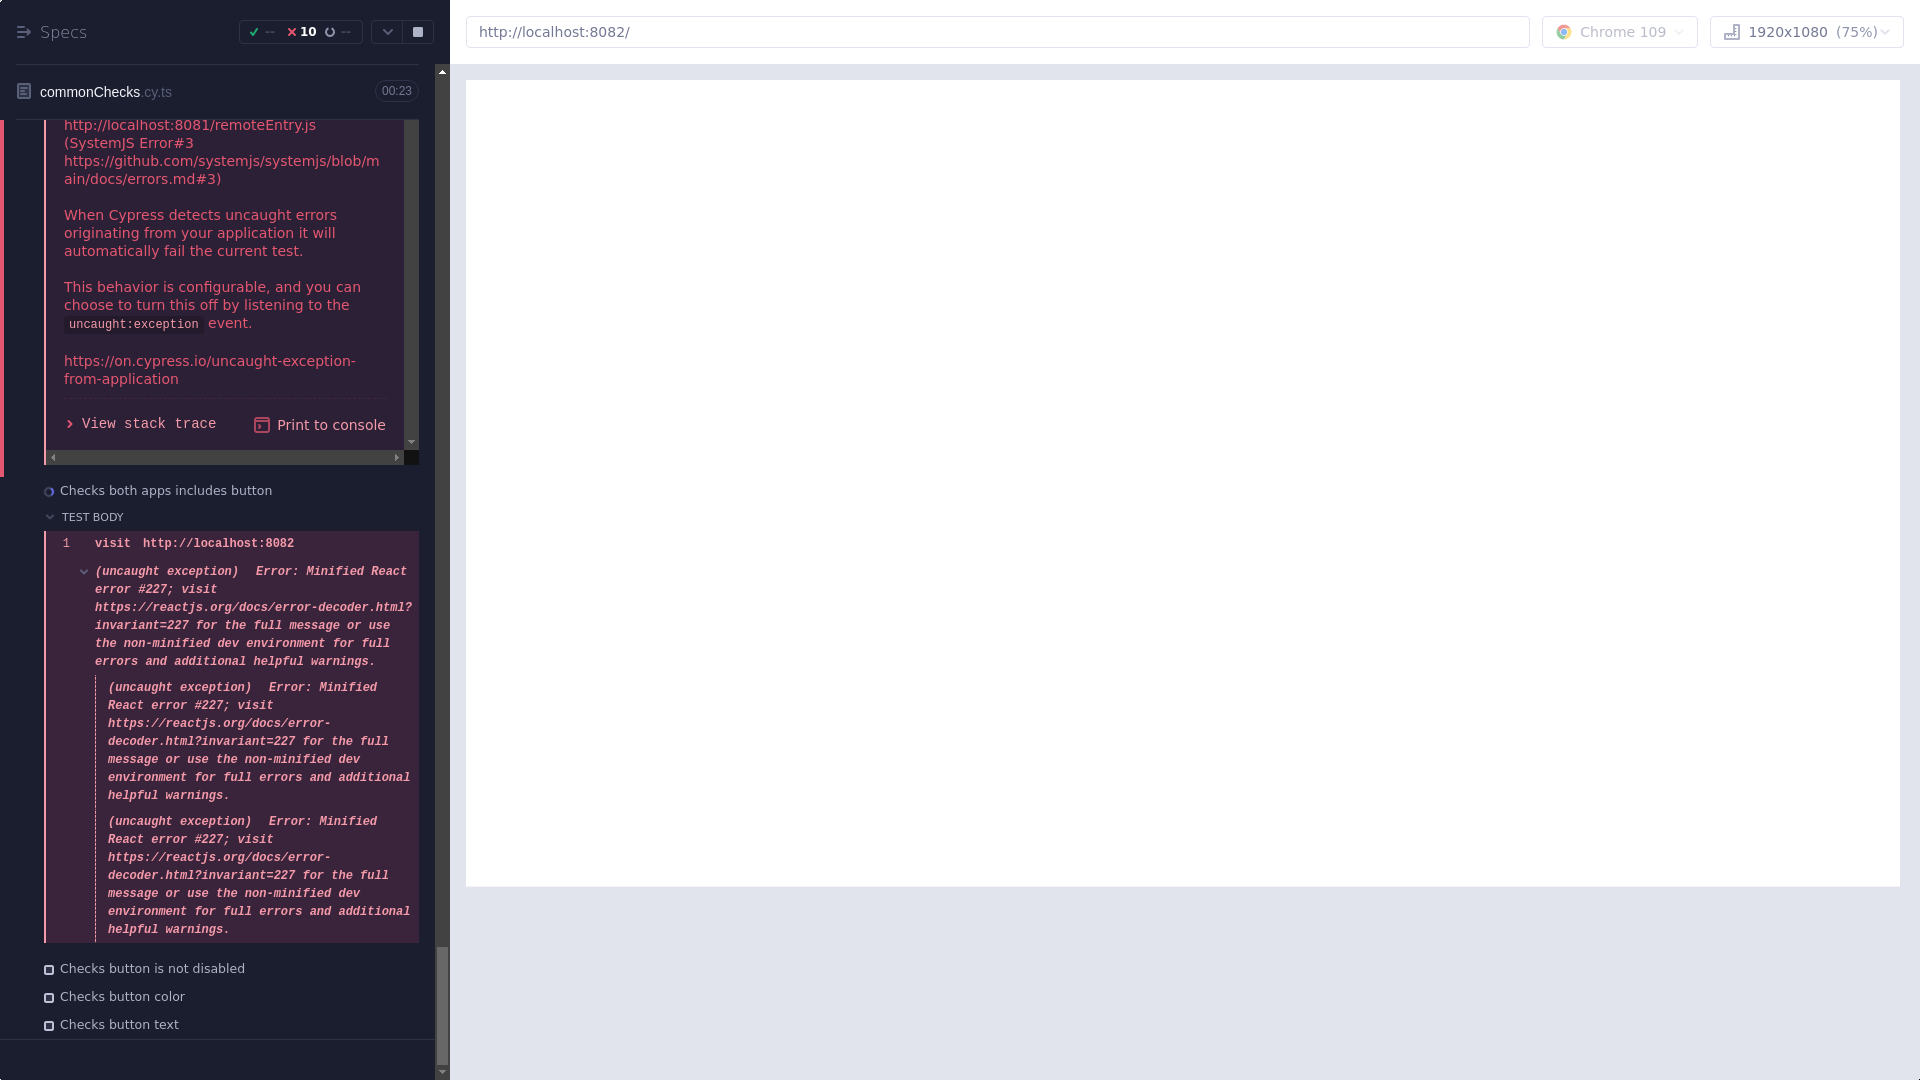 Specs
-- 10 --
http://localhost:8082/
Chrome 109
1920x1080 (75%)
commonChecks.cy.ts
00:23
http://localhost:8081/remoteEntry.js
(SystemJS Error#3
https://github.com/systemjs/systemjs/blob/m
ain/docs/errors.md#3)
When Cypress detects uncaught errors
originating from your application it will
automatically fail the current test.
This behavior is configurable, and you can
choose to turn this off by listening to the
uncaught:exception event.
https://on.cypress.io/uncaught-exception-
from-application
View stack trace
Print to console
Checks both apps includes button
TEST BODY
1 visit http://localhost:8082
(uncaught exception) Error: Minified React
error #227; visit
https://reactjs.org/docs/error-decoder.html?
invariant=227 for the full message or use
the non-minified dev environment for full
errors and additional helpful warnings.
(uncaught exception) Error: Minified
React error #227; visit
https://reactjs.org/docs/error-
decoder.html?invariant=227 for the full
message or use the non-minified dev
environment for full errors and additional
helpful warnings.
(uncaught exception) Error: Minified
React error #227; visit
https://reactjs.org/docs/error-
decoder.html?invariant=227 for the full
message or use the non-minified dev
environment for full errors and additional
helpful warnings.
Checks button is not disabled
Checks button color
Checks button text